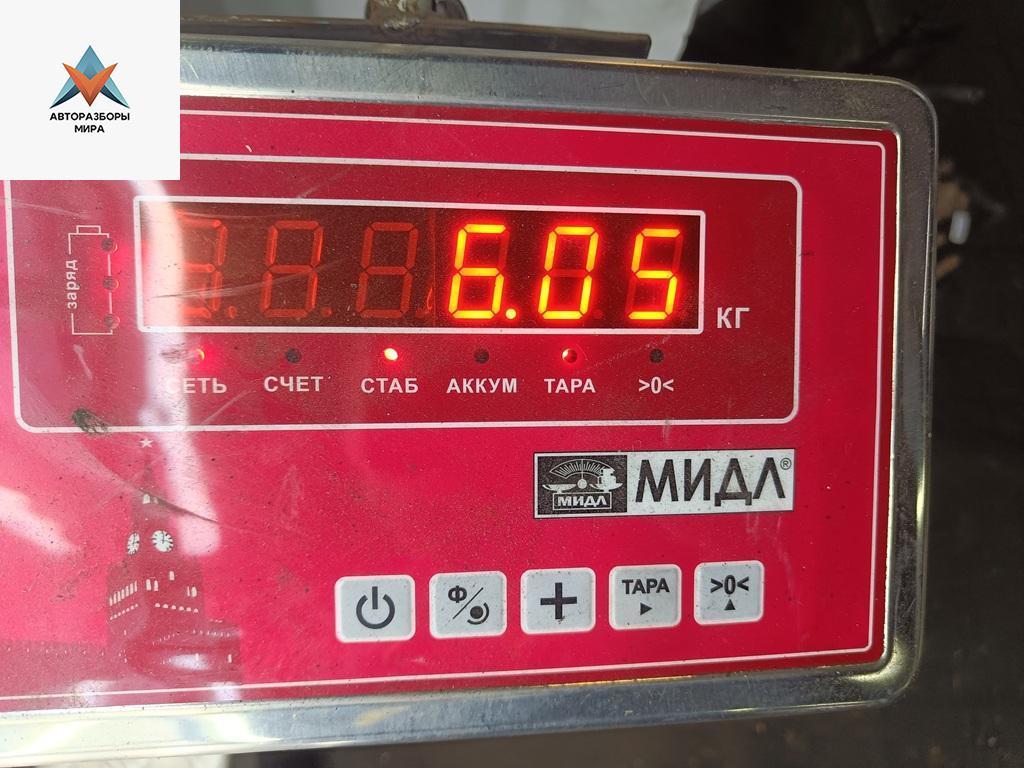 АВТОРАЗБОРЫ
МИРА
заряд
6.05
КГ
СЕТЬ СЧЕТ СТАБ АККУМ ТАРА >0<
МИДЛ МИДЛ®
Ф ТАРА >0<